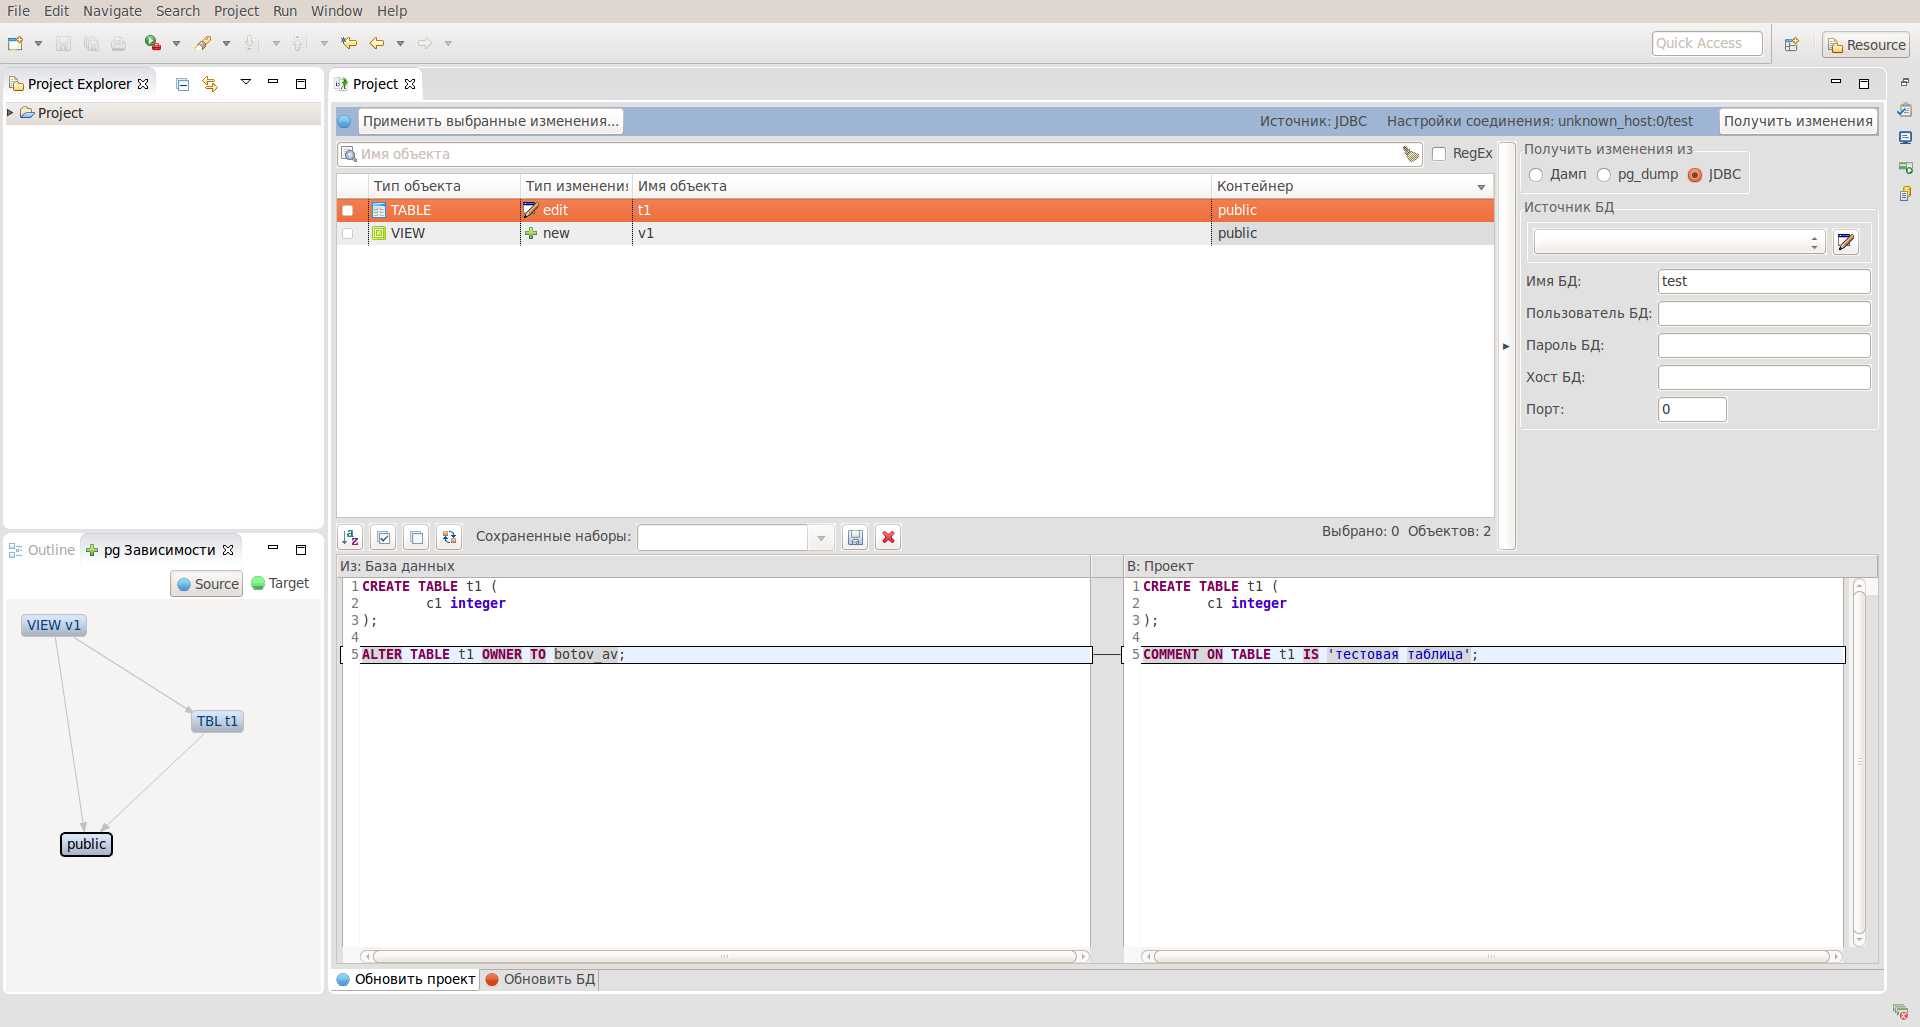 File Edit Navigate Search Project Run Window Help
Quick Access
Resource
Project Explorer
Project
Project
Применить выбранные изменения...
Источник: JDBC Настройки соединения: unknown_host:0/test
Получить изменения
Имя объекта
RegEx
Тип объекта Тип изменени Имя объекта Контейнер
TABLE edit t1 public
VIEW new v1 public
Получить изменения из
Дамп pg_dump JDBC
Источник БД
Имя БД: test
Пользователь БД:
Пароль БД:
Хост БД:
Порт: 0
Сохраненные наборы:
Выбрано: 0 Объектов: 2
Outline
pg Зависимости
Source Target
VIEW v1
TBL t1
public
Из: База данных
1 CREATE TABLE t1 (
2 c1 integer
3 );
4
5 ALTER TABLE t1 OWNER TO botov_av;
В: Проект
1 CREATE TABLE t1 (
2 c1 integer
3 );
4
5 COMMENT ON TABLE t1 IS 'тестовая таблица';
Обновить проект Обновить БД